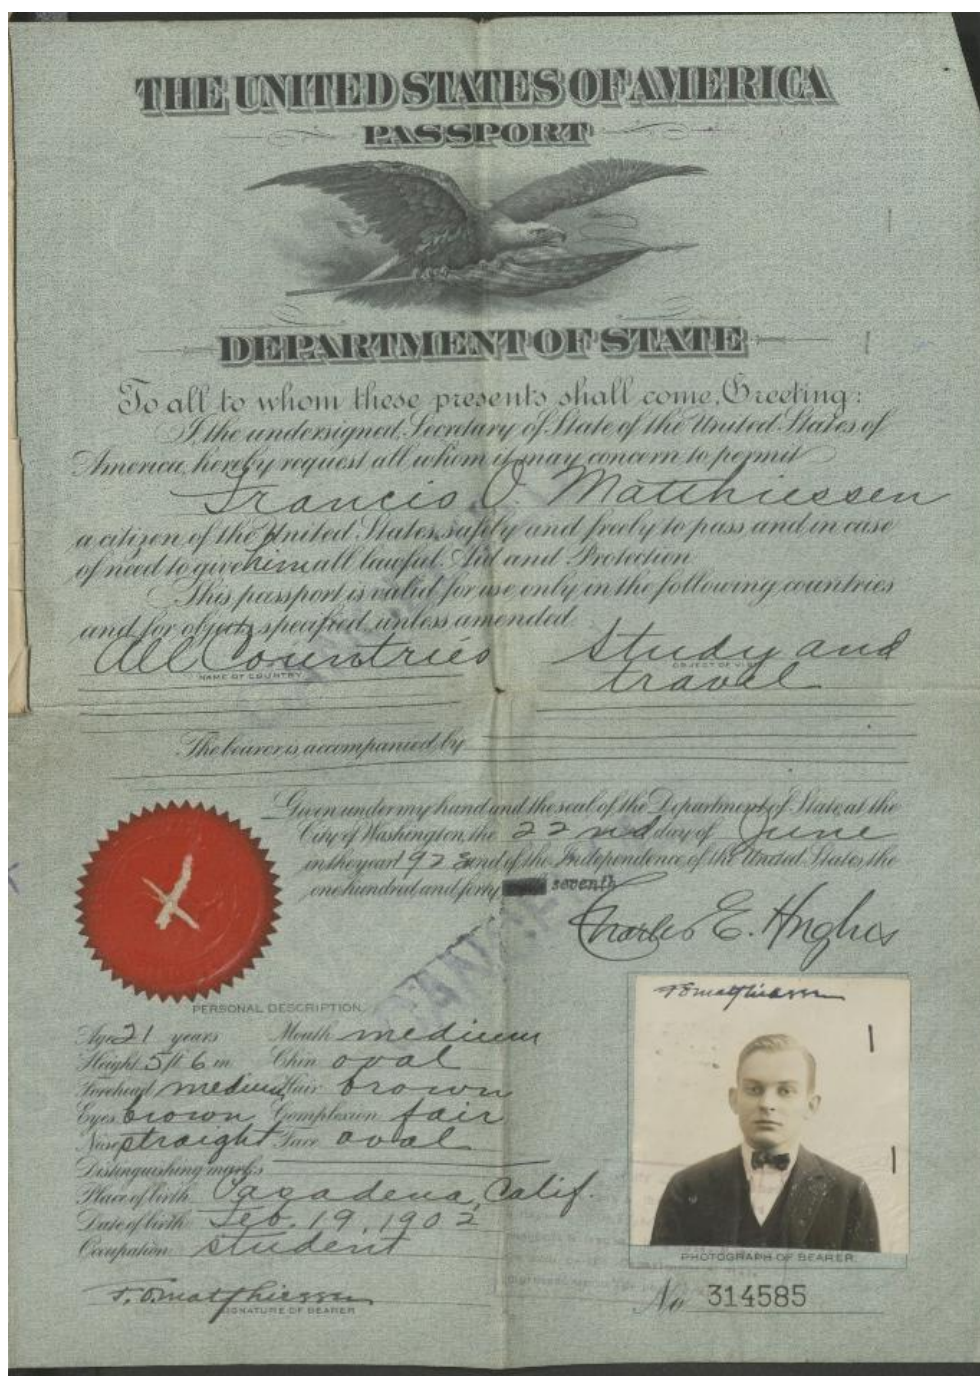 THE UNITED STATES OF AMERICA
PASSPORT
DEPARTMENT OF STATE
To all to whom these presents shall come, Greeting:
I, the undersigned, Secretary of State of the United States of
America, hereby request all whom it may concern to permit
Francis O. Matthiessen
a citizen of the United States, safely and freely to pass and in case
of need to give him all lawful Aid and Protection.
This passport is valid for use only in the following countries
and for objects specified, unless amended.
All Countries Study and
NAME OF COUNTRY OBJECT OF VISIT
travel
The bearer is accompanied by
Given under my hand and the seal of the Department of State at the
City of Washington, the 22nd day of June
in the year 1923 and of the Independence of the United States the
one hundred and forty seventh
Charles E. Hughes
PERSONAL DESCRIPTION
F O Matthiessen
Age 21 years Mouth medium
Height 5 ft 6 in Chin oval
Forehead medium Hair brown
Eyes brown Complexion fair
Nose straight Face oval
Distinguishing marks
Place of birth Pasadena, Calif.
Date of birth Feb. 19, 1902
Occupation student
PHOTOGRAPH OF BEARER
F. O. Matthiessen
SIGNATURE OF BEARER
No 314585